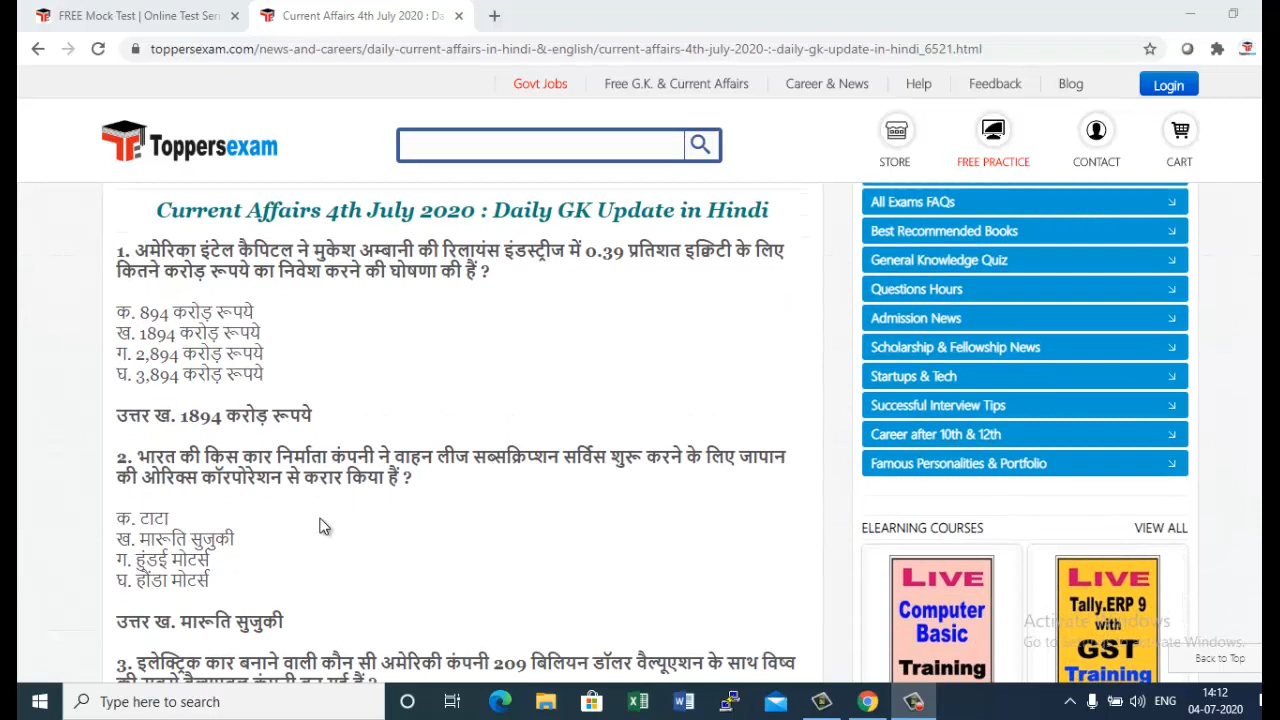 FREE Mock Test | Online Test Seri
Current Affairs 4th July 2020 : Da
toppersexam.com/news-and-careers/daily-current-affairs-in-hindi-&-english/current-affairs-4th-july-2020-:-daily-gk-update-in-hindi_6521.html
Govt Jobs Free G.K. & Current Affairs Career & News Help Feedback Blog Login
Toppersexam
STORE FREE PRACTICE CONTACT CART
Current Affairs 4th July 2020 : Daily GK Update in Hindi
1. अमेरिका इंटेल कैपिटल ने मुकेश अम्बानी की रिलायंस इंडस्ट्रीज में 0.39 प्रतिशत इक्विटी के लिए
कितने करोड़ रूपये का निवेश करने की घोषणा की हैं ?
क. 894 करोड़ रूपये
ख. 1894 करोड़ रूपये
ग. 2,894 करोड़ रूपये
घ. 3,894 करोड़ रूपये
उत्तर ख. 1894 करोड़ रूपये
2. भारत की किस कार निर्माता कंपनी ने वाहन लीज सब्सक्रिप्शन सर्विस शुरू करने के लिए जापान
की ओरिक्स कॉरपोरेशन से करार किया हैं ?
क. टाटा
ख. मारूति सुजुकी
ग. हुंडई मोटर्स
घ. हौंडा मोटर्स
उत्तर ख. मारूति सुजुकी
3. इलेक्ट्रिक कार बनाने वाली कौन सी अमेरिकी कंपनी 209 बिलियन डॉलर वैल्यूएशन के साथ विष्व
All Exams FAQs
Best Recommended Books
General Knowledge Quiz
Questions Hours
Admission News
Scholarship & Fellowship News
Startups & Tech
Successful Interview Tips
Career after 10th & 12th
Famous Personalities & Portfolio
ELEARNING COURSES VIEW ALL
LIVE
Computer
Basic
Training
LIVE
Tally.ERP 9
with
GST
Training
Activate Windows
Go to Settings to activate Windows.
Back to Top
Type here to search
ENG
14:12
04-07-2020